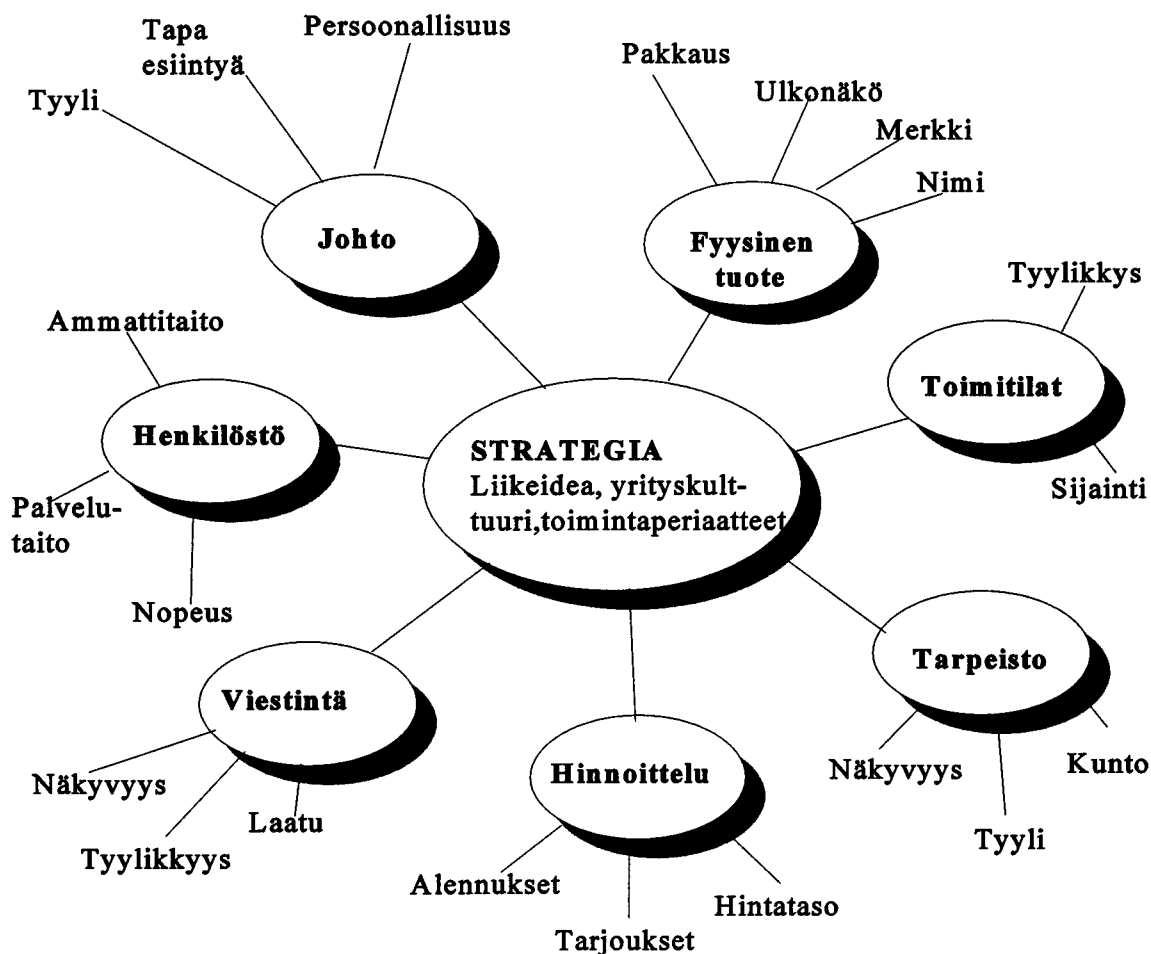 Persoonallisuus
Tapa
esiintyä
Tyyli
Pakkaus
Ulkonäkö
Merkki
Nimi
Johto
Fyysinen
tuote
Tyylikkys
Ammattitaito
Toimitilat
Henkilöstö
STRATEGIA
Liikeidea, yrityskult-
tuuri,toimintaperiaatteet
Sijainti
Palvelu-
taito
Nopeus
Tarpeisto
Viestintä
Näkyvyys
Kunto
Tyyli
Hinnoittelu
Näkyvyys
Laatu
Tyylikkyys
Alennukset
Hintataso
Tarjoukset